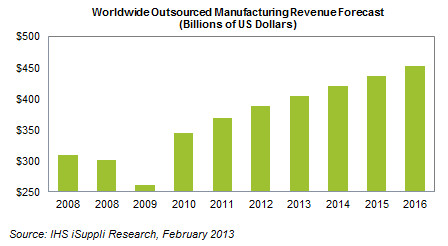 Worldwide Outsourced Manufacturing Revenue Forecast
(Billions of US Dollars)
$500
$450
$400
$350
$300
$250
2008 2008 2009 2010 2011 2012 2013 2014 2015 2016
Source: IHS iSuppli Research, February 2013